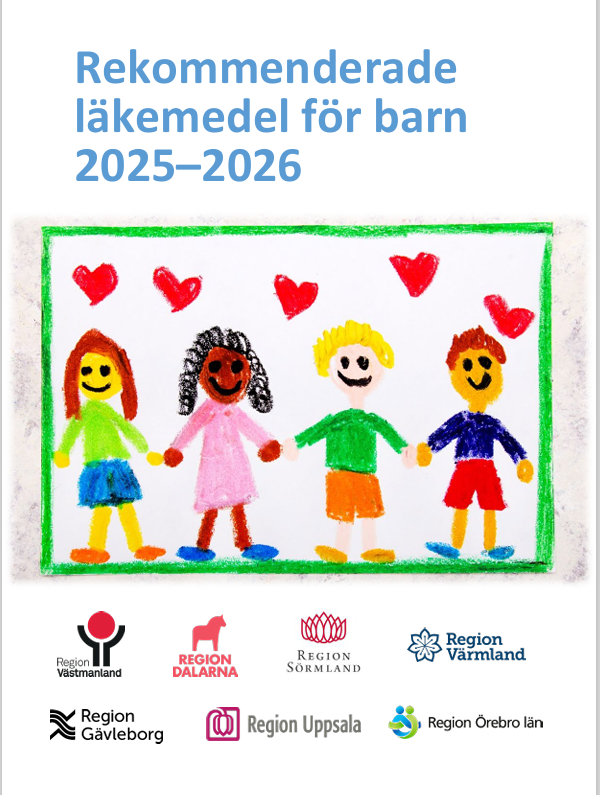 Rekommenderade
läkemedel för barn
2025–2026
Region
Västmanland
REGION
DALARNA
REGION
SÖRMLAND
Region
Värmland
Region
Gävleborg
Region Uppsala
Region Örebro län